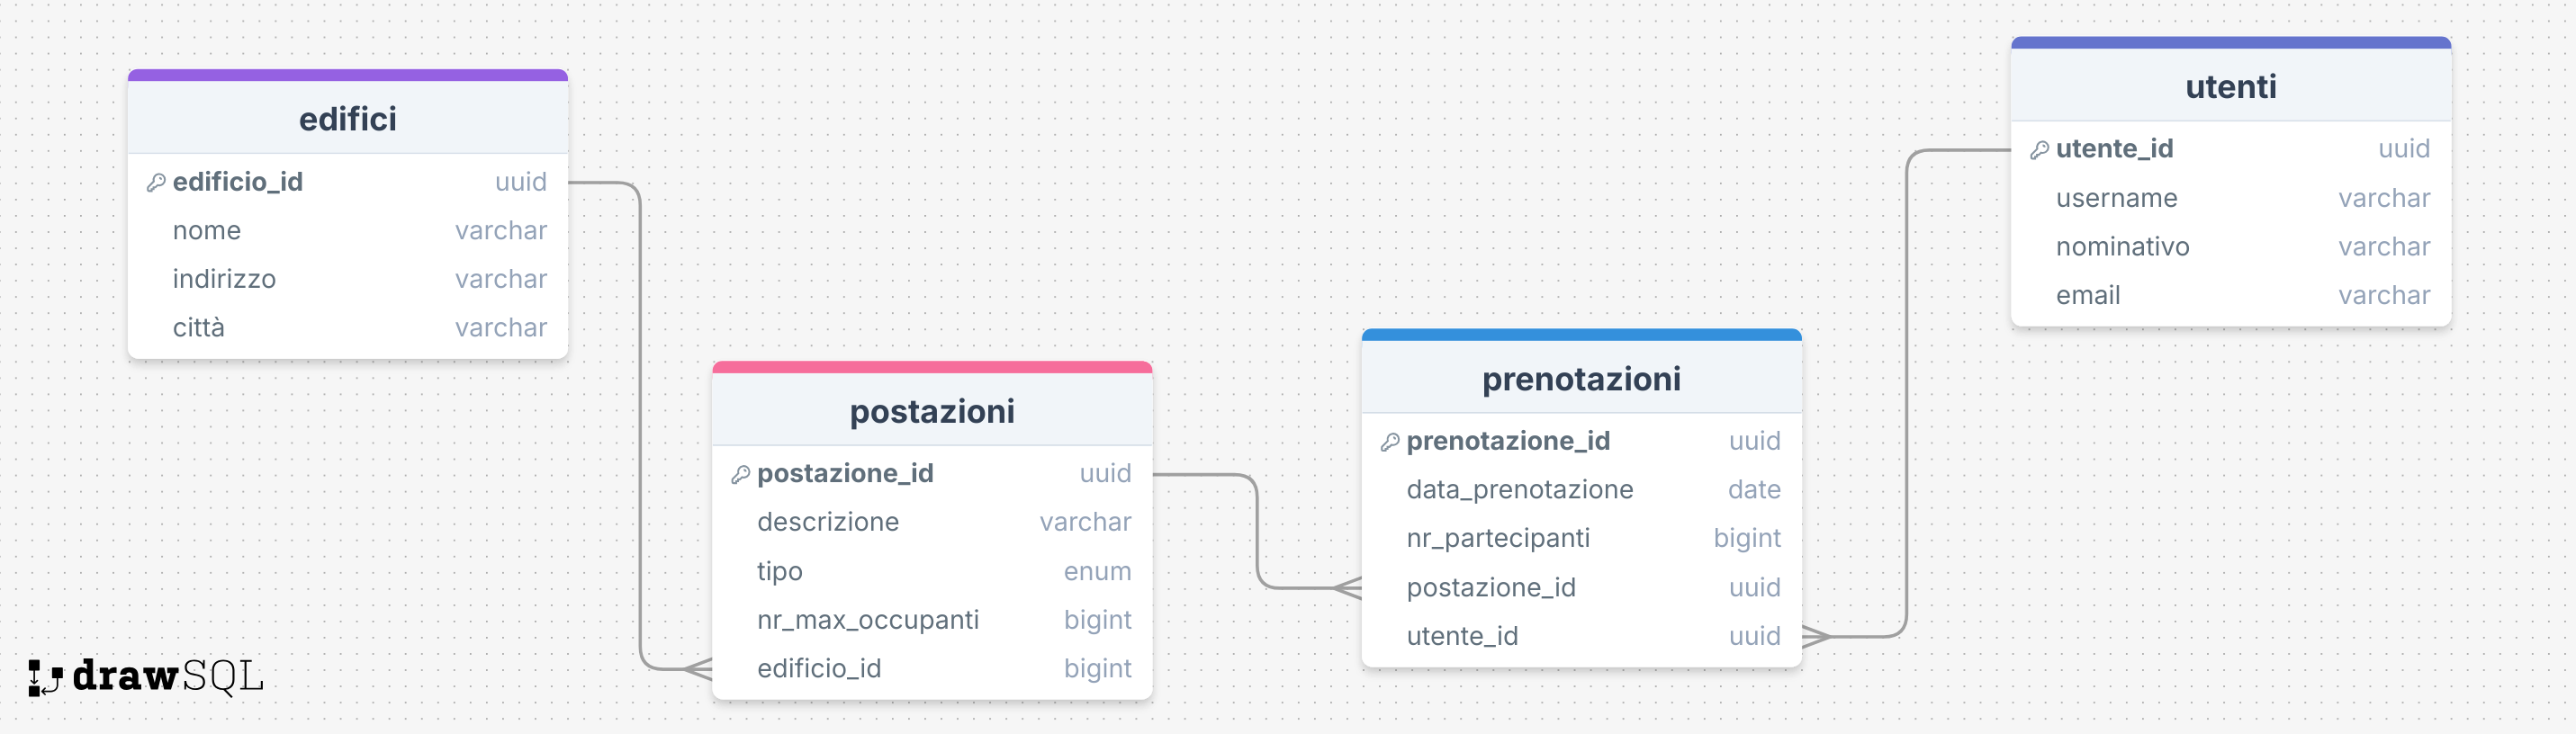 edifici
edificio_id uuid
nome varchar
indirizzo varchar
città varchar
postazioni
postazione_id uuid
descrizione varchar
tipo enum
nr_max_occupanti bigint
edificio_id bigint
prenotazioni
prenotazione_id uuid
data_prenotazione date
nr_partecipanti bigint
postazione_id uuid
utente_id uuid
utenti
utente_id uuid
username varchar
nominativo varchar
email varchar
drawSQL